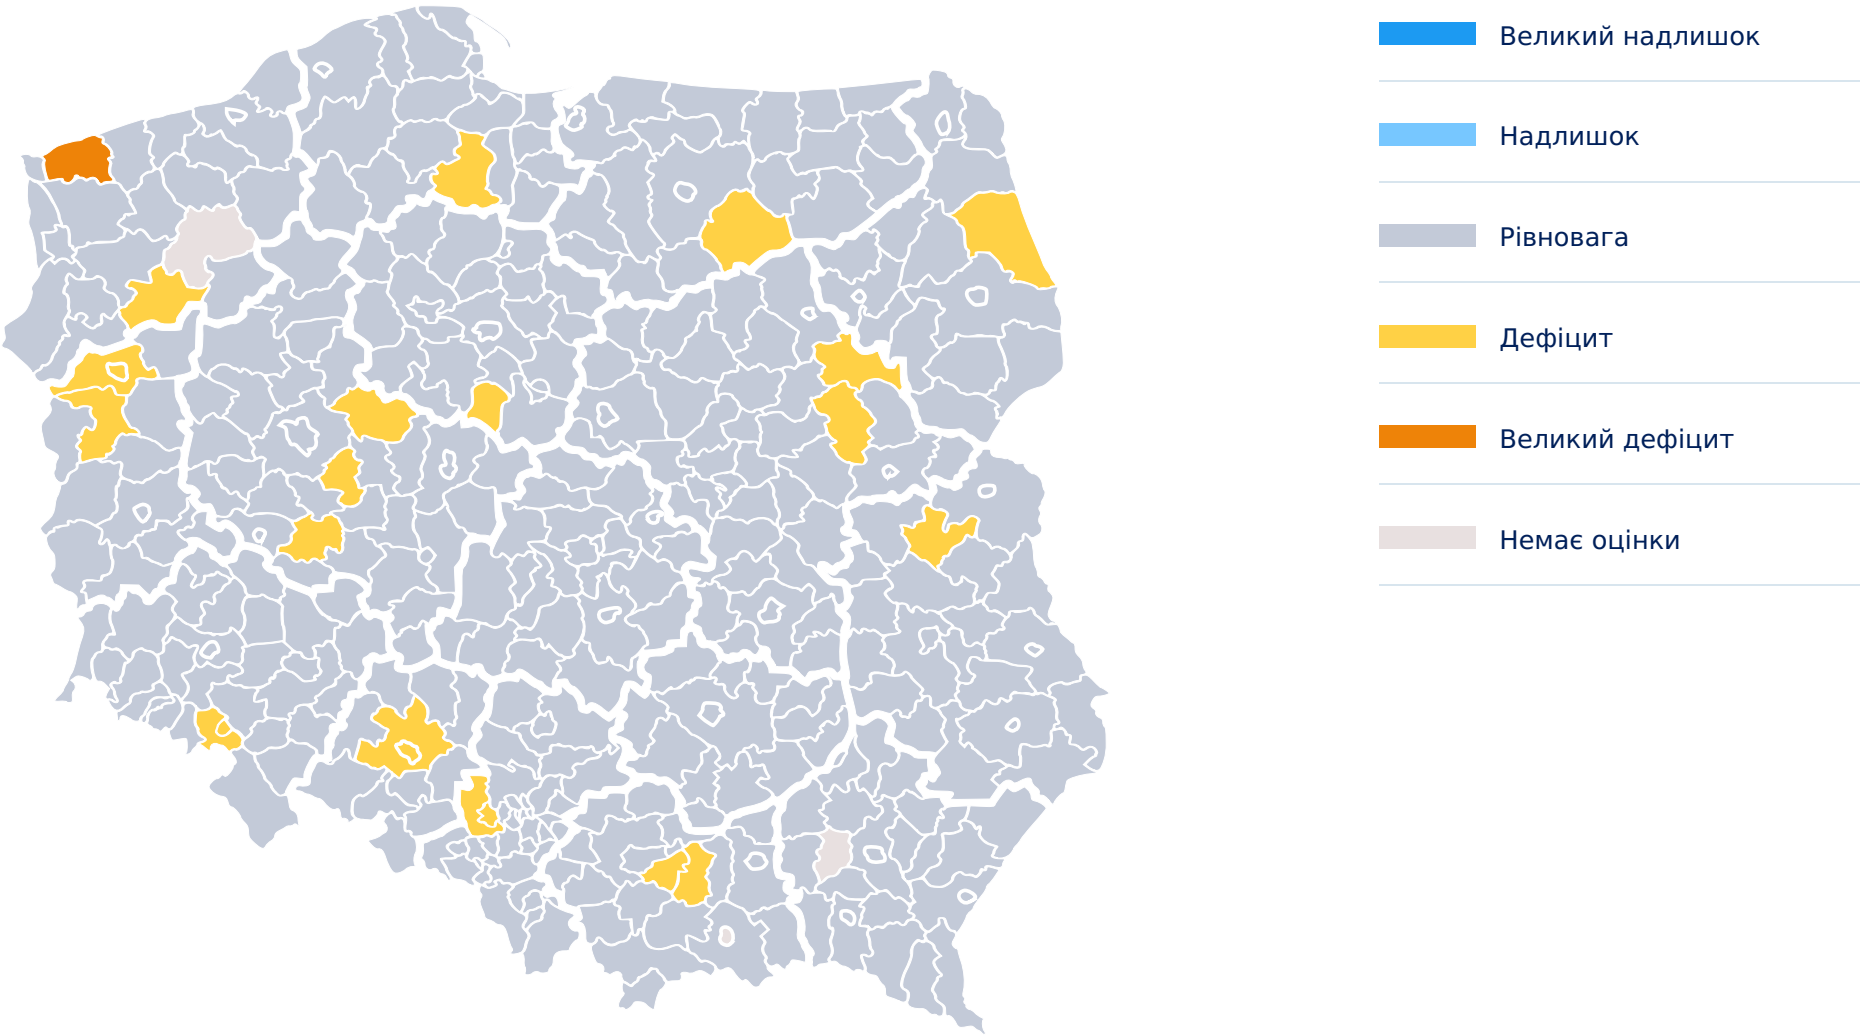 Великий надлишок
Надлишок
Рівновага
Дефіцит
Великий дефіцит
Немає оцінки